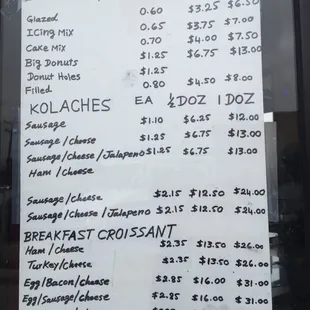 Glazed 0.60 $3.25 $6.50
Icing Mix 0.65 $3.75 $7.00
Cake Mix 0.70 $4.00 $7.50
Big Donuts $1.25 $6.75 $13.00
Donut Holes $1.25
Filled 0.80 $4.50 $8.00
KOLACHES EA ½ DOZ 1 DOZ
Sausage $1.10 $6.25 $12.00
Sausage/cheese $1.25 $6.75 $13.00
Sausage/cheese/Jalapeno $1.25 $6.75 $13.00
Ham/cheese
Sausage/cheese $2.15 $12.50 $24.00
Sausage/cheese/Jalapeno $2.15 $12.50 $24.00
BREAKFAST CROISSANT
Ham/cheese $2.35 $13.50 $26.00
Turkey/cheese $2.35 $13.50 $26.00
Egg/Bacon/cheese $2.85 $16.00 $31.00
Egg/Sausage/cheese $2.85 $16.00 $31.00